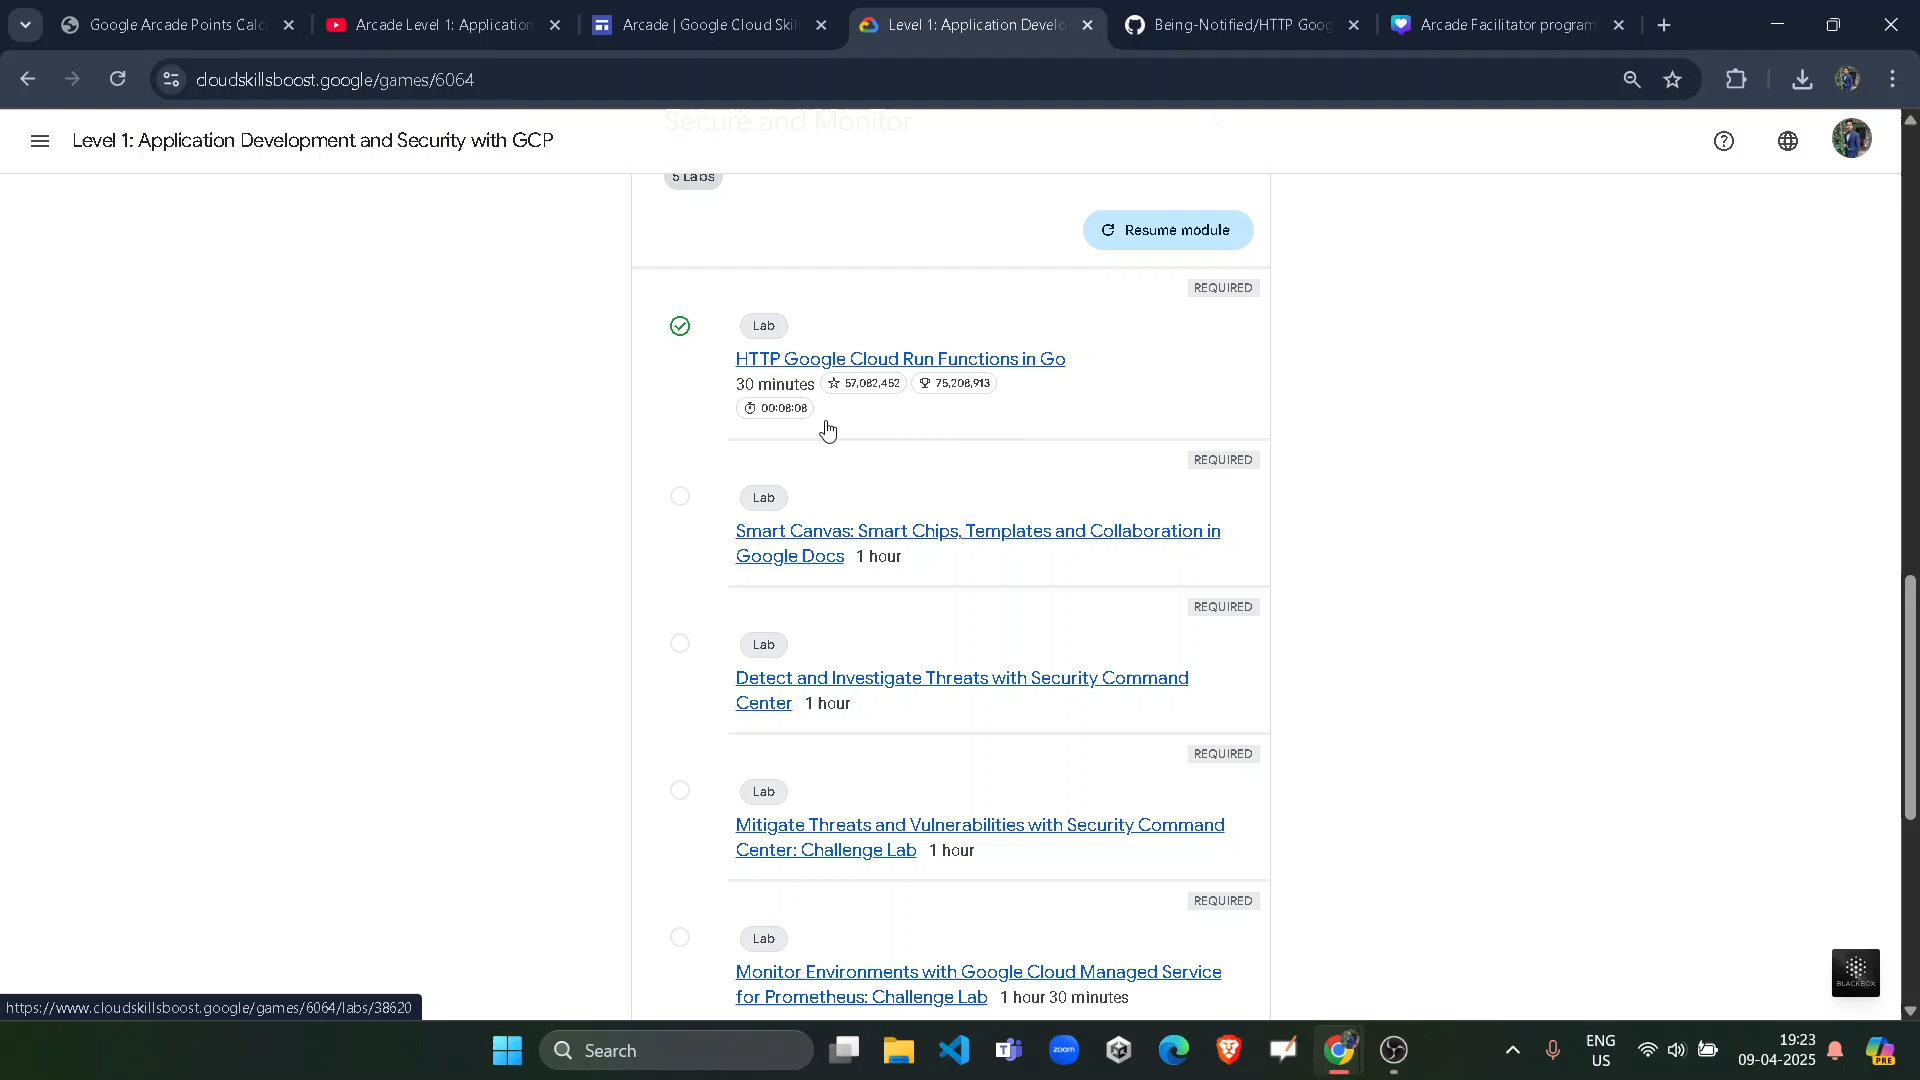 Google Arcade Points Calc
Arcade Level 1: Application
Arcade | Google Cloud Skil
Level 1: Application Develo
Being-Notified/HTTP Goog
Arcade Facilitator program
cloudskillsboost.google/games/6064
Secure and Monitor
Level 1: Application Development and Security with GCP
5 Labs
Resume module
REQUIRED
Lab
HTTP Google Cloud Run Functions in Go
30 minutes 57,082,452 75,208,913
00:08:08
REQUIRED
Lab
Smart Canvas: Smart Chips, Templates and Collaboration in
Google Docs 1 hour
REQUIRED
Lab
Detect and Investigate Threats with Security Command
Center 1 hour
REQUIRED
Lab
Mitigate Threats and Vulnerabilities with Security Command
Center: Challenge Lab 1 hour
REQUIRED
Lab
Monitor Environments with Google Cloud Managed Service
for Prometheus: Challenge Lab 1 hour 30 minutes
BLACKBOX
https://www.cloudskillsboost.google/games/6064/labs/38620
Search
zoom
ENG
US
19:23
09-04-2025
PRE